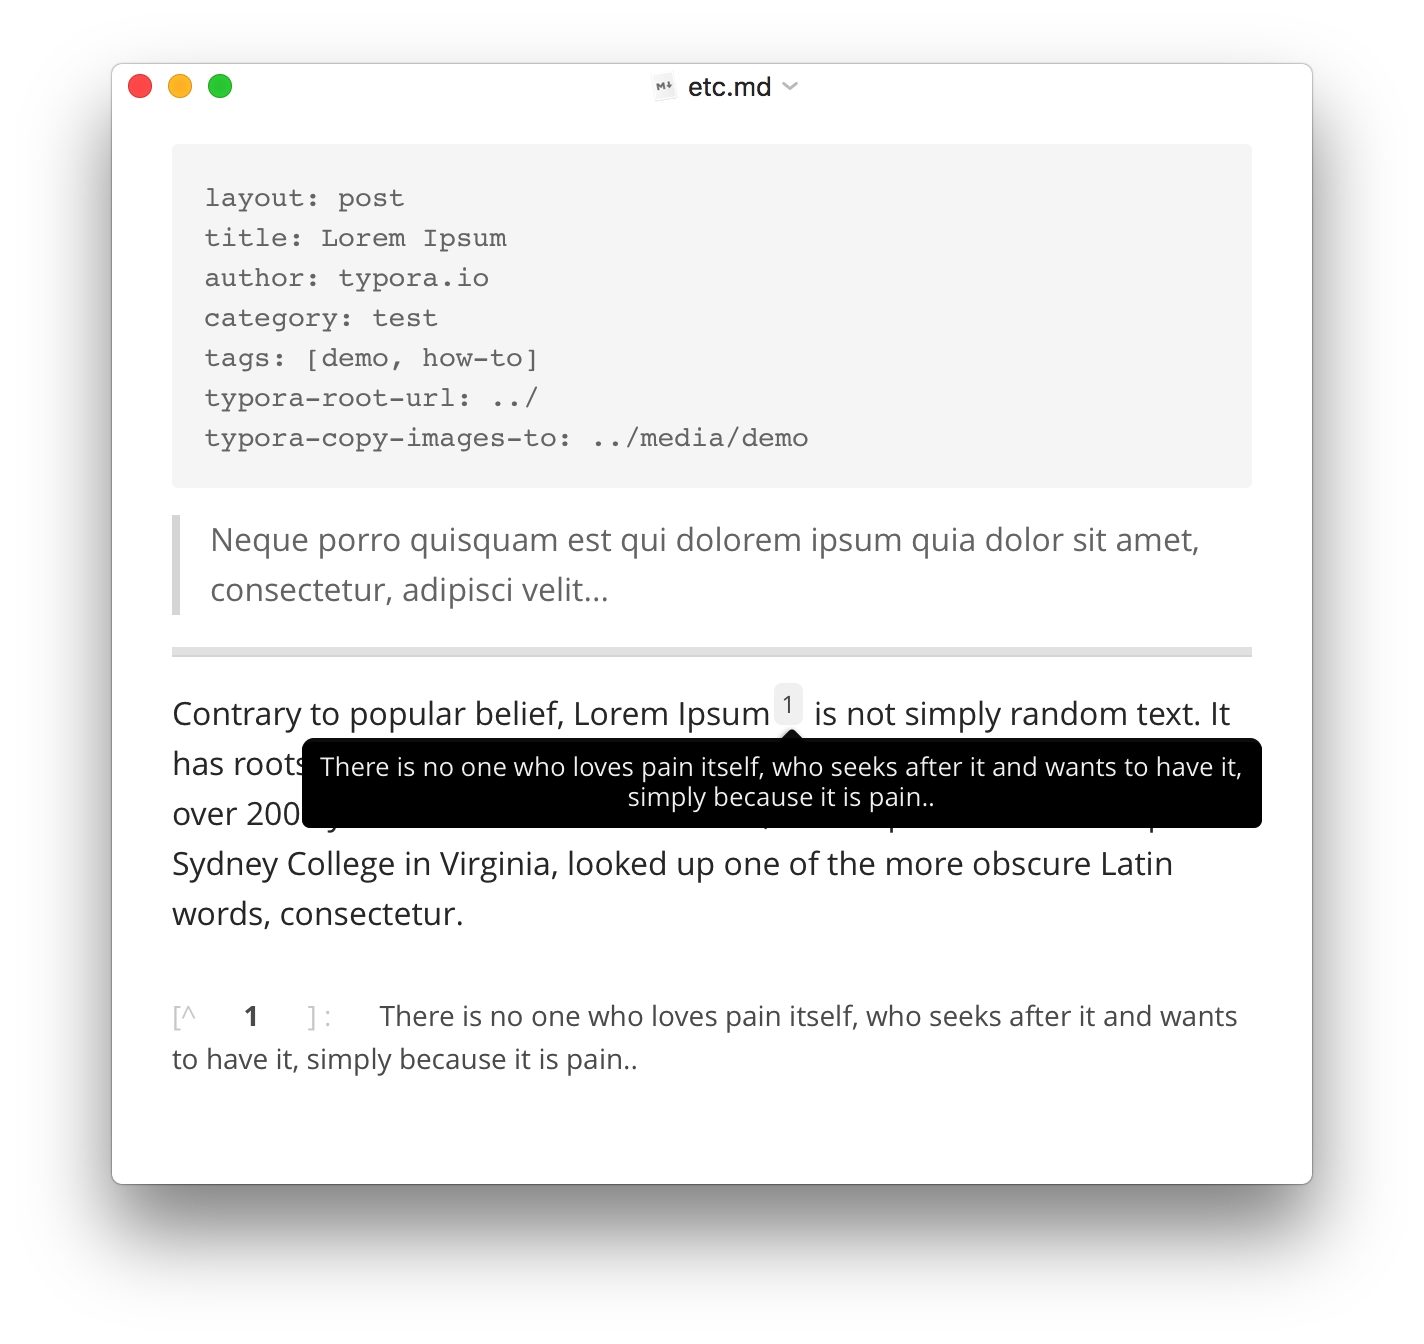 M↓ etc.md
layout: post
title: Lorem Ipsum
author: typora.io
category: test
tags: [demo, how-to]
typora-root-url: ../
typora-copy-images-to: ../media/demo
Neque porro quisquam est qui dolorem ipsum quia dolor sit amet,
consectetur, adipisci velit...
Contrary to popular belief, Lorem Ipsum 1 is not simply random text. It
has roots
There is no one who loves pain itself, who seeks after it and wants to have it,
simply because it is pain..
over 200
Sydney College in Virginia, looked up one of the more obscure Latin
words, consectetur.
[^ 1 ] : There is no one who loves pain itself, who seeks after it and wants
to have it, simply because it is pain..